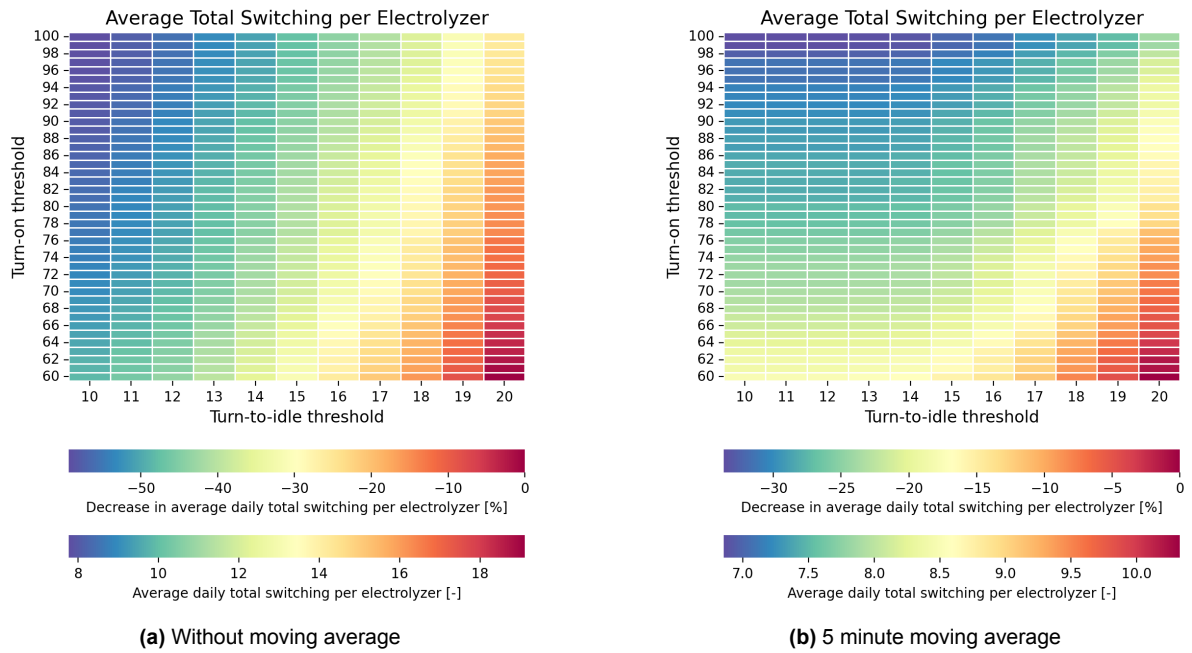 Average Total Switching per Electrolyzer
Turn-on threshold
100
98
96
94
92
90
88
86
84
82
80
78
76
74
72
70
68
66
64
62
60
10 11 12 13 14 15 16 17 18 19 20
Turn-to-idle threshold
−50 −40 −30 −20 −10 0
Decrease in average daily total switching per electrolyzer [%]
8 10 12 14 16 18
Average daily total switching per electrolyzer [-]
(a) Without moving average
Average Total Switching per Electrolyzer
Turn-on threshold
100
98
96
94
92
90
88
86
84
82
80
78
76
74
72
70
68
66
64
62
60
10 11 12 13 14 15 16 17 18 19 20
Turn-to-idle threshold
−30 −25 −20 −15 −10 −5 0
Decrease in average daily total switching per electrolyzer [%]
7.0 7.5 8.0 8.5 9.0 9.5 10.0
Average daily total switching per electrolyzer [-]
(b) 5 minute moving average